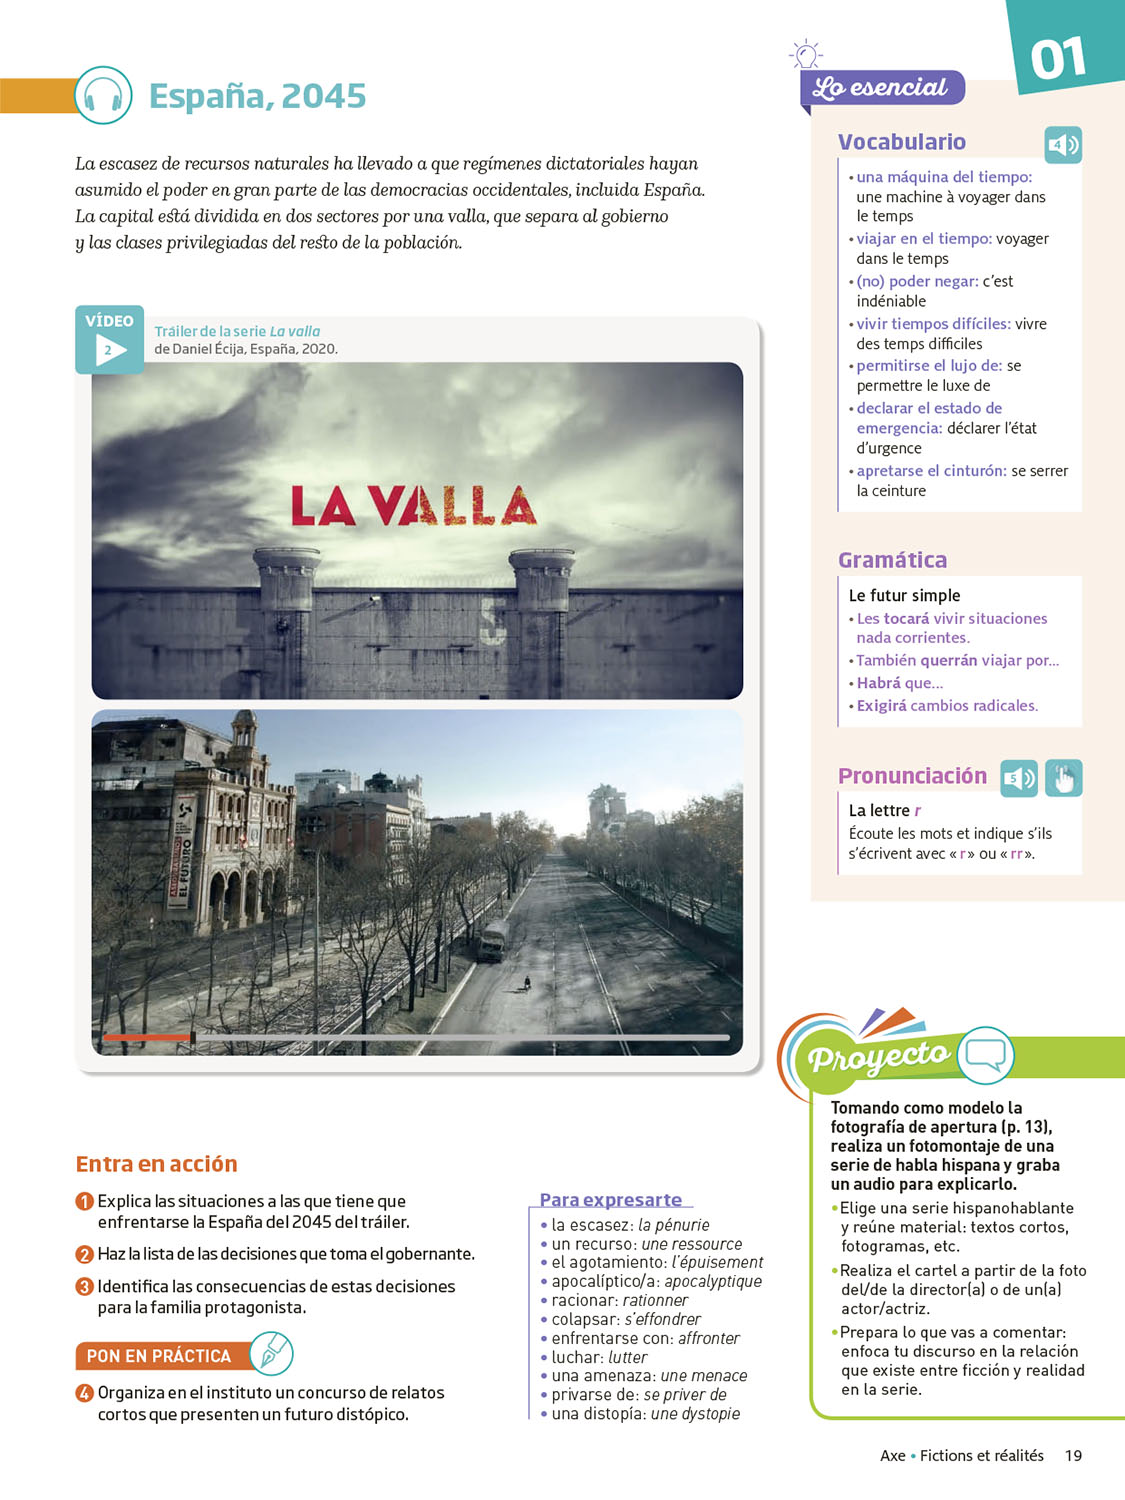 01
España, 2045
La escasez de recursos naturales ha llevado a que regímenes dictatoriales hayan
asumido el poder en gran parte de las democracias occidentales, incluida España.
La capital está dividida en dos sectores por una valla, que separa al gobierno
y las clases privilegiadas del resto de la población.
VÍDEO
2
Tráiler de la serie La valla
de Daniel Écija, España, 2020.
LA VALLA
5
EL FUTURO
Entra en acción
1 Explica las situaciones a las que tiene que
enfrentarse la España del 2045 del tráiler.
2 Haz la lista de las decisiones que toma el gobernante.
3 Identifica las consecuencias de estas decisiones
para la familia protagonista.
PON EN PRÁCTICA
4 Organiza en el instituto un concurso de relatos
cortos que presenten un futuro distópico.
Para expresarte
• la escasez: la pénurie
• un recurso: une ressource
• el agotamiento: l'épuisement
• apocalíptico/a: apocalyptique
• racionar: rationner
• colapsar: s'effondrer
• enfrentarse con: affronter
• luchar: lutter
• una amenaza: une menace
• privarse de: se priver de
• una distopía: une dystopie
Lo esencial
Vocabulario
4
• una máquina del tiempo:
une machine à voyager dans
le temps
• viajar en el tiempo: voyager
dans le temps
• (no) poder negar: c'est
indéniable
• vivir tiempos difíciles: vivre
des temps difficiles
• permitirse el lujo de: se
permettre le luxe de
• declarar el estado de
emergencia: déclarer l'état
d'urgence
• apretarse el cinturón: se serrer
la ceinture
Gramática
Le futur simple
• Les tocará vivir situaciones
nada corrientes.
• También querrán viajar por...
• Habrá que...
• Exigirá cambios radicales.
Pronunciación
5
La lettre r
Écoute les mots et indique s'ils
s'écrivent avec « r » ou « rr ».
Proyecto
Tomando como modelo la
fotografía de apertura (p. 13),
realiza un fotomontaje de una
serie de habla hispana y graba
un audio para explicarlo.
• Elige una serie hispanohablante
y reúne material: textos cortos,
fotogramas, etc.
• Realiza el cartel a partir de la foto
del/de la director(a) o de un(a)
actor/actriz.
• Prepara lo que vas a comentar:
enfoca tu discurso en la relación
que existe entre ficción y realidad
en la serie.
Axe • Fictions et réalités 19